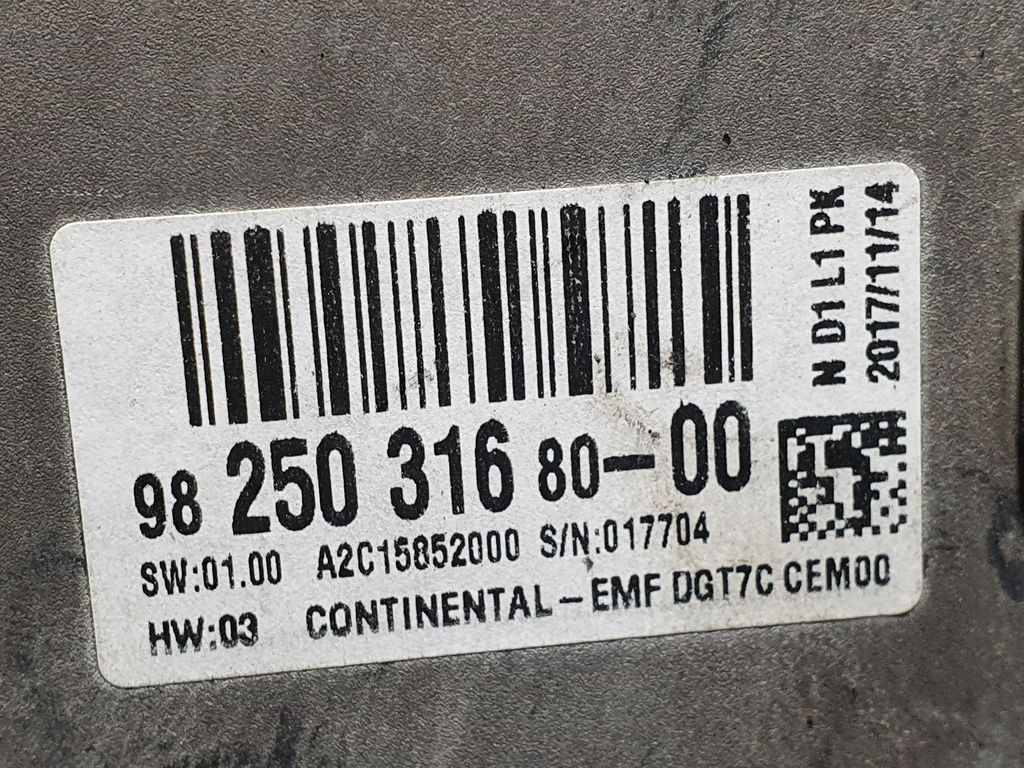 98 250 316 80-00
SW:01.00 A2C15852000 S/N:017704
HW:03 CONTINENTAL-EMF DGT7C CEM00
N D1 L1 PK
2017/11/14